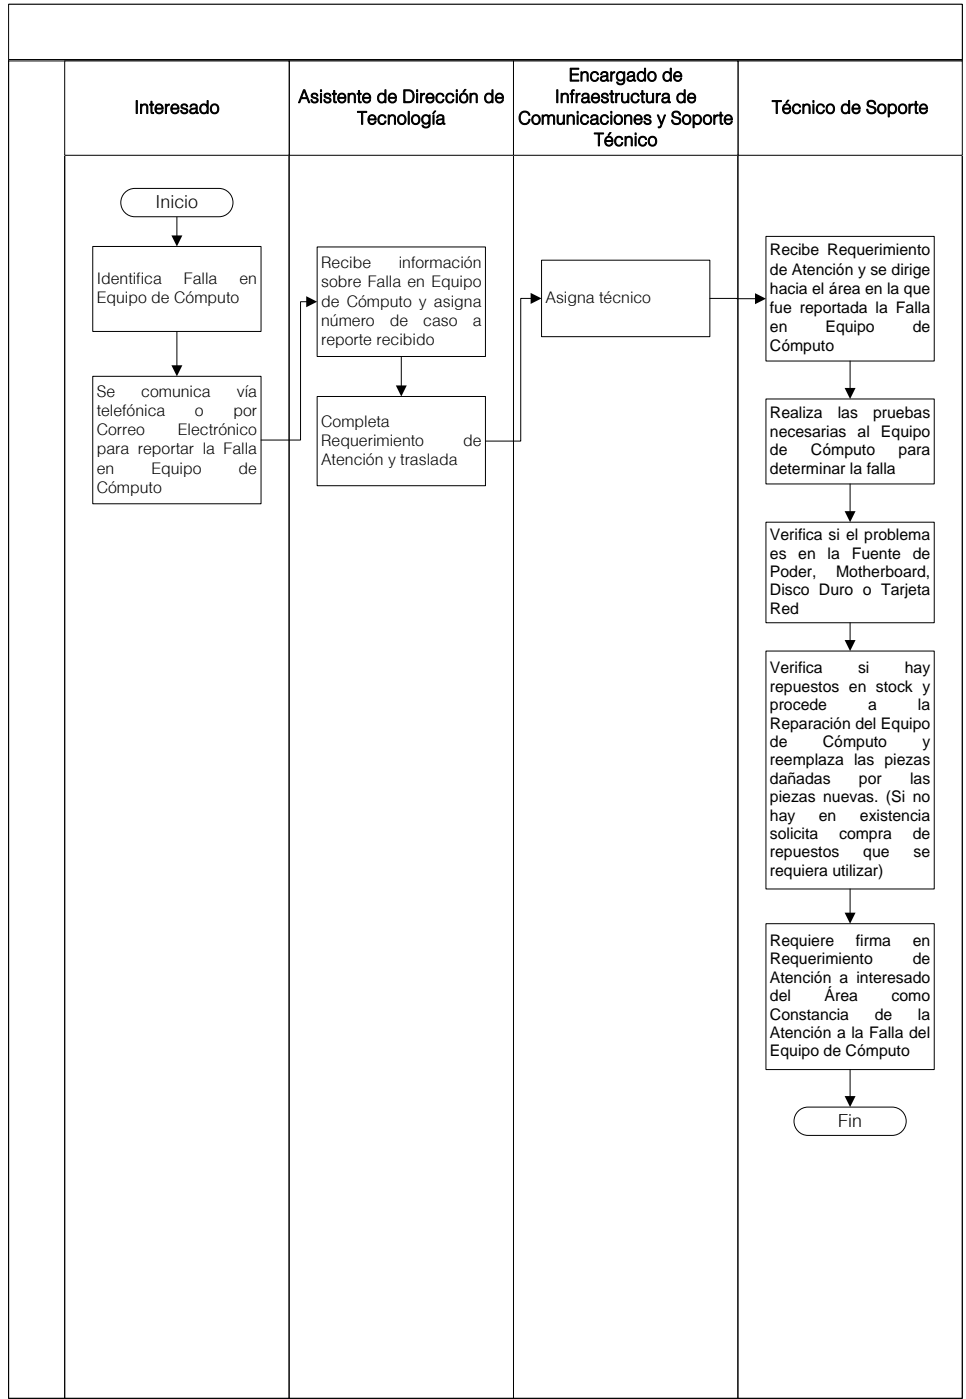 Interesado
Asistente de Dirección de
Tecnología
Encargado de
Infraestructura de
Comunicaciones y Soporte
Técnico
Técnico de Soporte
Inicio
Identifica Falla en
Equipo de Cómputo
Se comunica vía
telefónica o por
Correo Electrónico
para reportar la Falla
en Equipo de
Cómputo
Recibe información
sobre Falla en Equipo
de Cómputo y asigna
número de caso a
reporte recibido
Completa
Requerimiento de
Atención y traslada
Asigna técnico
Recibe Requerimiento
de Atención y se dirige
hacia el área en la que
fue reportada la Falla
en Equipo de
Cómputo
Realiza las pruebas
necesarias al Equipo
de Cómputo para
determinar la falla
Verifica si el problema
es en la Fuente de
Poder, Motherboard,
Disco Duro o Tarjeta
Red
Verifica si hay
repuestos en stock y
procede a la
Reparación del Equipo
de Cómputo y
reemplaza las piezas
dañadas por las
piezas nuevas. (Si no
hay en existencia
solicita compra de
repuestos que se
requiera utilizar)
Requiere firma en
Requerimiento de
Atención a interesado
del Área como
Constancia de la
Atención a la Falla del
Equipo de Cómputo
Fin